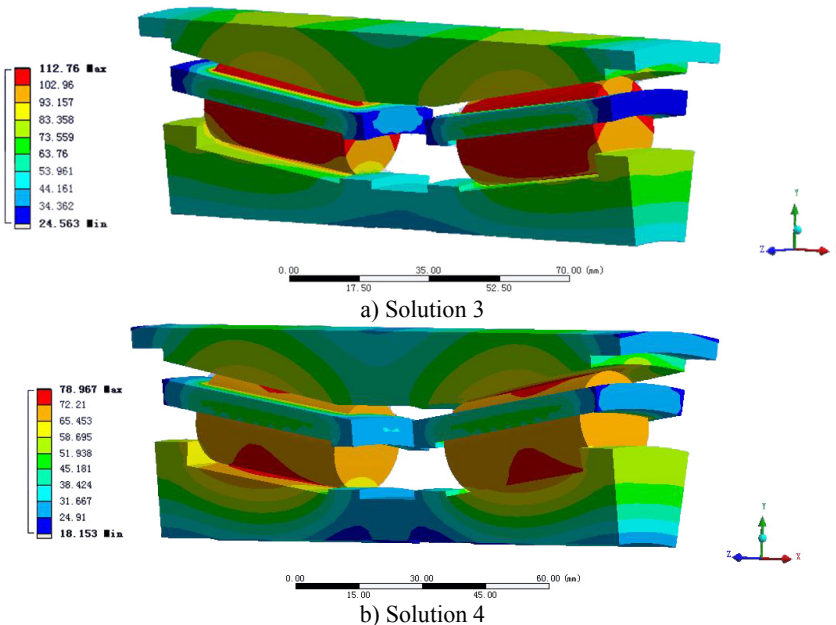 112.76 Max
102.96
93.157
83.358
73.559
63.76
53.961
44.161
34.362
24.563 Min
Y
Z
0.00 35.00 70.00 (mm)
17.50 52.50
a) Solution 3
78.967 Max
72.21
65.453
58.695
51.938
45.181
38.424
31.667
24.91
18.153 Min
Y
Z X
0.00 30.00 60.00 (mm)
15.00 45.00
b) Solution 4